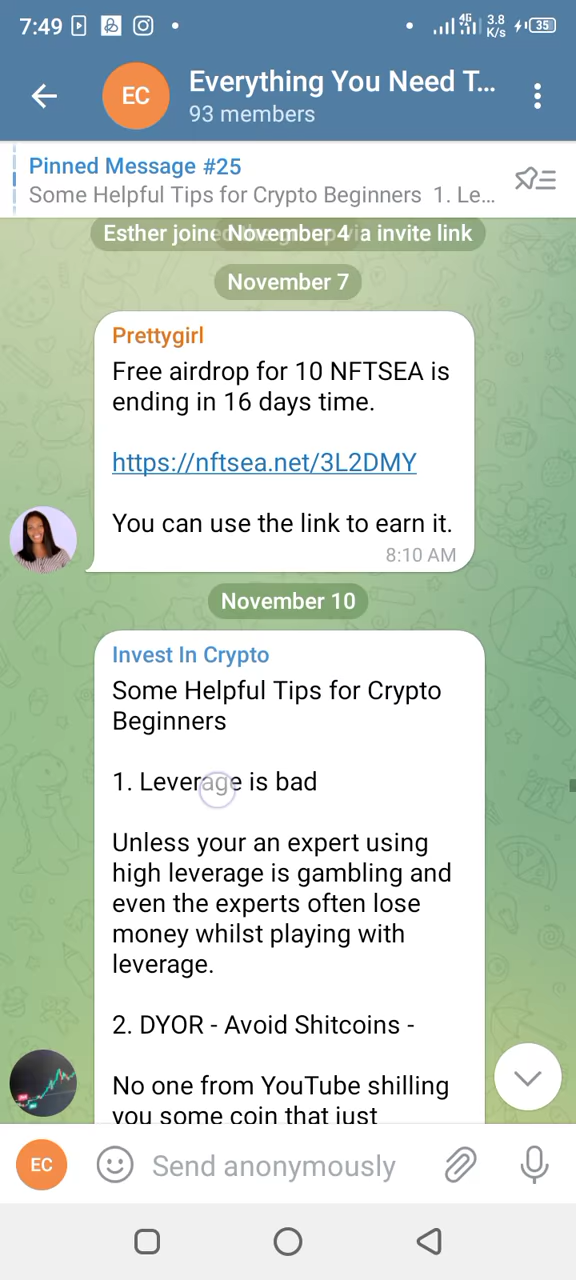 7:49
4G
3.8
K/s
35
EC
Everything You Need T...
93 members
Pinned Message #25
Some Helpful Tips for Crypto Beginners 1. Le...
Esther joined the group via invite link
November 4
November 7
Prettygirl
Free airdrop for 10 NFTSEA is
ending in 16 days time.
https://nftsea.net/3L2DMY
You can use the link to earn it.
8:10 AM
November 10
Invest In Crypto
Some Helpful Tips for Crypto
Beginners
1. Leverage is bad
Unless your an expert using
high leverage is gambling and
even the experts often lose
money whilst playing with
leverage.
2. DYOR - Avoid Shitcoins -
No one from YouTube shilling
you some coin that just
EC
Send anonymously